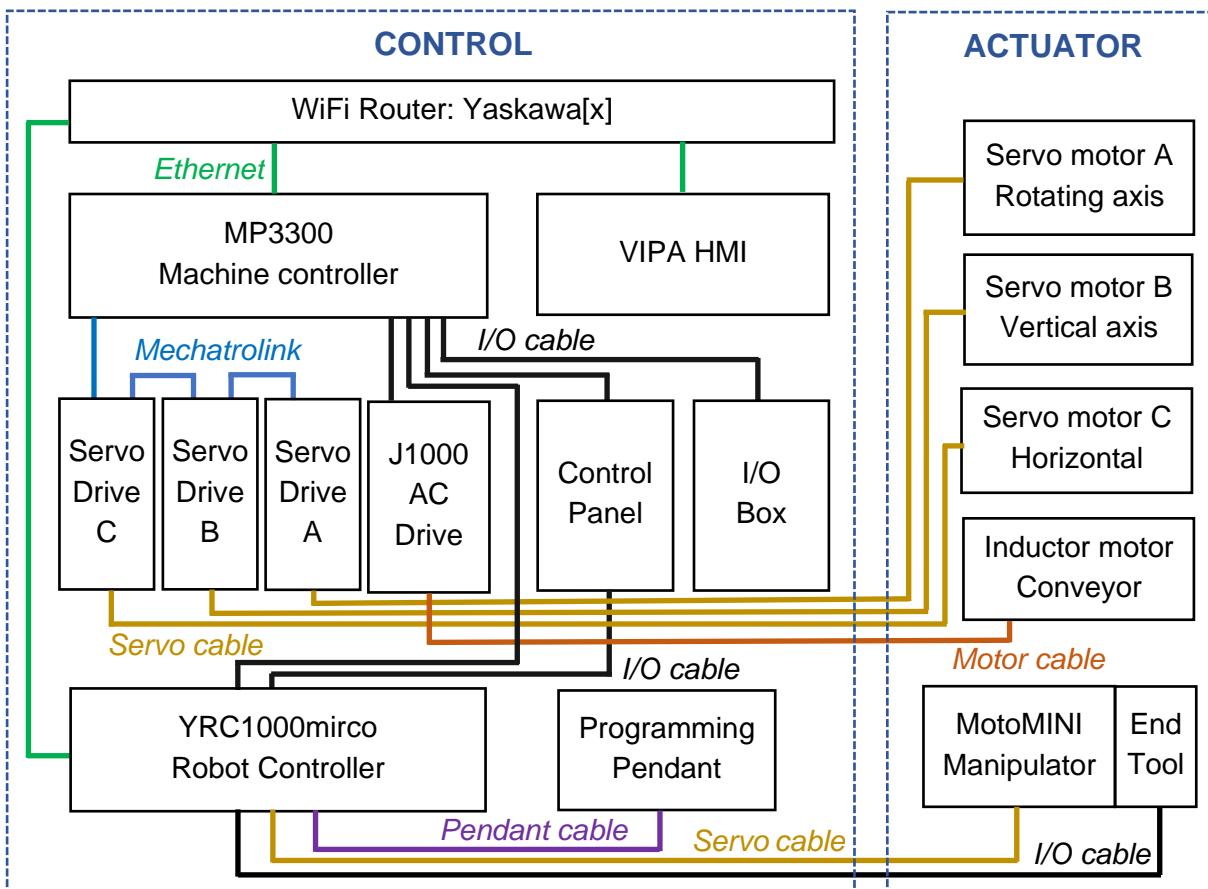 CONTROL
ACTUATOR
WiFi Router: Yaskawa[x]
Ethernet
MP3300
Machine controller
VIPA HMI
Servo motor A
Rotating axis
Servo motor B
Vertical axis
I/O cable
Mechatrolink
Servo
Drive
C
Servo
Drive
B
Servo
Drive
A
J1000
AC
Drive
Control
Panel
I/O
Box
Servo motor C
Horizontal
Inductor motor
Conveyor
Servo cable
Motor cable
I/O cable
YRC1000mirco
Robot Controller
Programming
Pendant
MotoMINI
Manipulator
End
Tool
Pendant cable
Servo cable
I/O cable